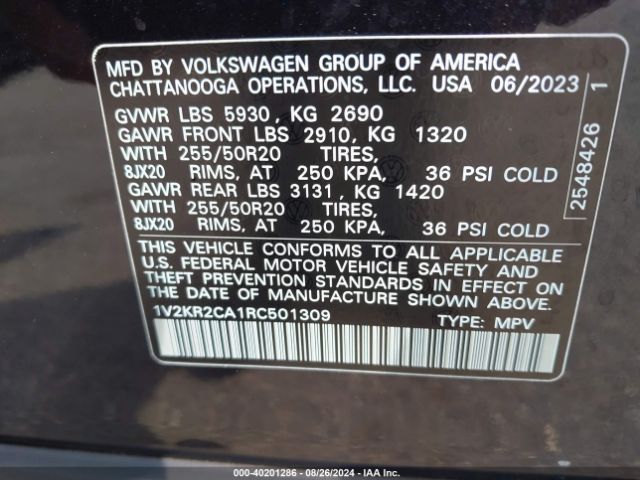 MFD BY VOLKSWAGEN GROUP OF AMERICA
CHATTANOOGA OPERATIONS, LLC. USA 06/2023
GVWR LBS 5930, KG 2690
GAWR FRONT LBS 2910, KG 1320
WITH 255/50R20 TIRES,
8JX20 RIMS, AT 250 KPA, 36 PSI COLD
GAWR REAR LBS 3131, KG 1420
WITH 255/50R20 TIRES,
8JX20 RIMS, AT 250 KPA, 36 PSI COLD
THIS VEHICLE CONFORMS TO ALL APPLICABLE
U.S. FEDERAL MOTOR VEHICLE SAFETY AND
THEFT PREVENTION STANDARDS IN EFFECT ON
THE DATE OF MANUFACTURE SHOWN ABOVE.
1V2KR2CA1RC501309 TYPE: MPV
2548426 1
000-40201286 - 08/26/2024 - IAA Inc.